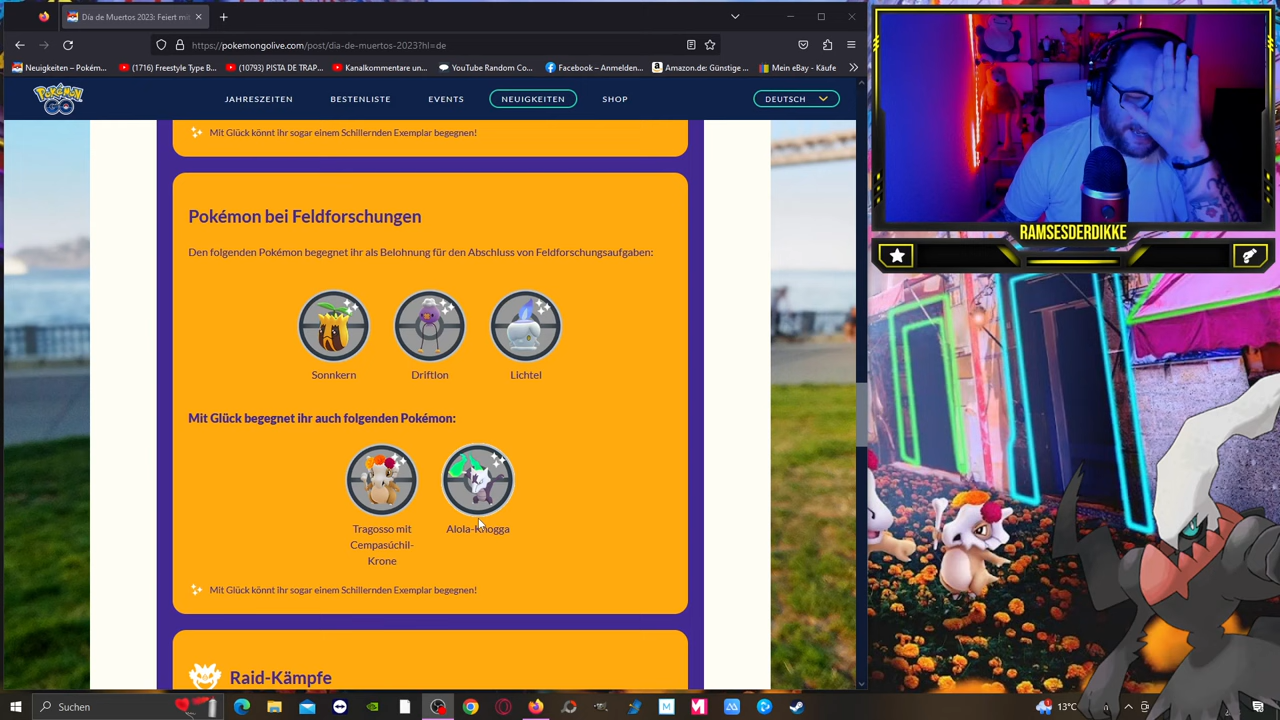 Día de Muertos 2023: Feiert mit
https://pokemongolive.com/post/dia-de-muertos-2023?hl=de
Neuigkeiten – Pokém...
(1716) Freestyle Type B...
(10793) PISTA DE TRAP...
Kanalkommentare un...
YouTube Random Co...
Facebook – Anmelden...
Amazon.de: Günstige ...
Mein eBay - Käufe
Pokémon GO
JAHRESZEITEN
BESTENLISTE
EVENTS
NEUIGKEITEN
SHOP
DEUTSCH
Mit Glück könnt ihr sogar einem Schillernden Exemplar begegnen!
Pokémon bei Feldforschungen
Den folgenden Pokémon begegnet ihr als Belohnung für den Abschluss von Feldforschungsaufgaben:
Sonnkern
Driftlon
Lichtel
Mit Glück begegnet ihr auch folgenden Pokémon:
Tragosso mit
Cempasúchil-
Krone
Alola-Knogga
Mit Glück könnt ihr sogar einem Schillernden Exemplar begegnen!
Raid-Kämpfe
RAMSESDERDIKKE
Suchen
13°C